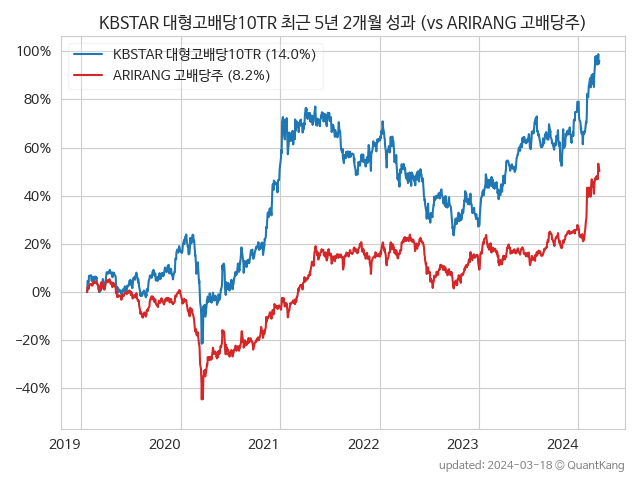 KBSTAR 대형고배당10TR 최근 5년 2개월 성과 (vs ARIRANG 고배당주)
100%
KBSTAR 대형고배당10TR (14.0%)
ARIRANG 고배당주 (8.2%)
80%
60%
40%
20%
0%
−20%
−40%
2019 2020 2021 2022 2023 2024
updated: 2024-03-18 © QuantKang